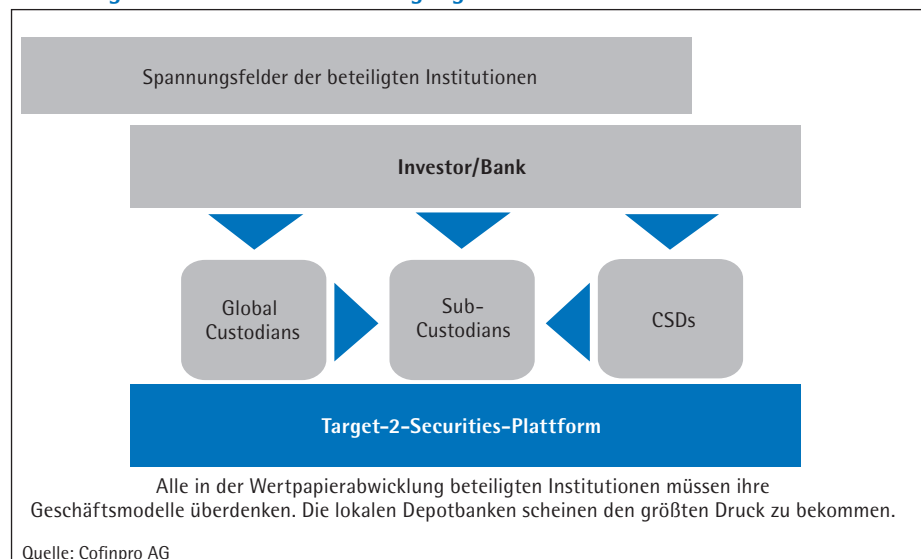 Spannungsfelder der beteiligten Institutionen
Investor/Bank
Global
Custodians
Sub-
Custodians
CSDs
Target-2-Securities-Plattform
Alle in der Wertpapierabwicklung beteiligten Institutionen müssen ihre
Geschäftsmodelle überdenken. Die lokalen Depotbanken scheinen den größten Druck zu bekommen.
Quelle: Cofinpro AG